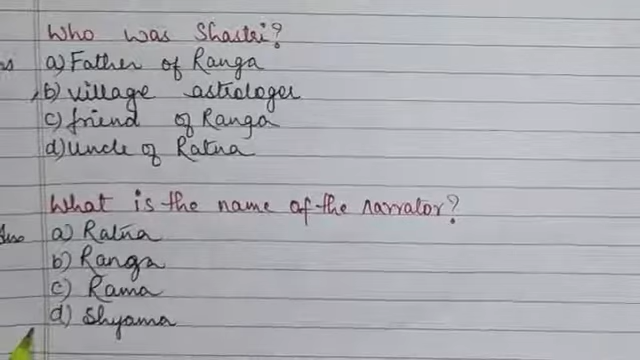 Who was Shastri?
a) Father of Ranga
b) village astrologer
c) friend of Ranga
d) Uncle of Ratna
What is the name of the narrator?
Ans a) Ratna
b) Ranga
c) Rama
d) Shyama